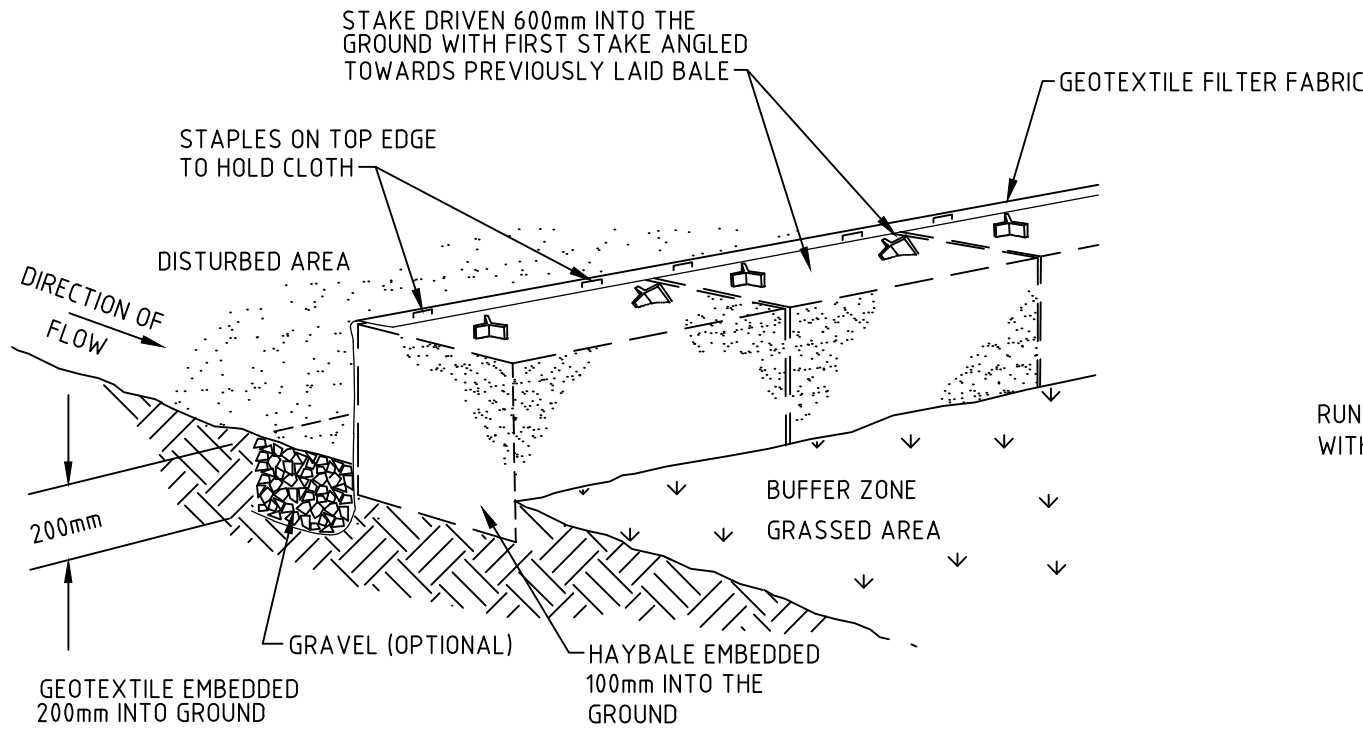 STAKE DRIVEN 600mm INTO THE
GROUND WITH FIRST STAKE ANGLED
TOWARDS PREVIOUSLY LAID BALE
GEOTEXTILE FILTER FABRIC
STAPLES ON TOP EDGE
TO HOLD CLOTH
DISTURBED AREA
DIRECTION OF
FLOW
RUN
WITH
BUFFER ZONE
GRASSED AREA
200mm
GRAVEL (OPTIONAL)
HAYBALE EMBEDDED
100mm INTO THE
GROUND
GEOTEXTILE EMBEDDED
200mm INTO GROUND